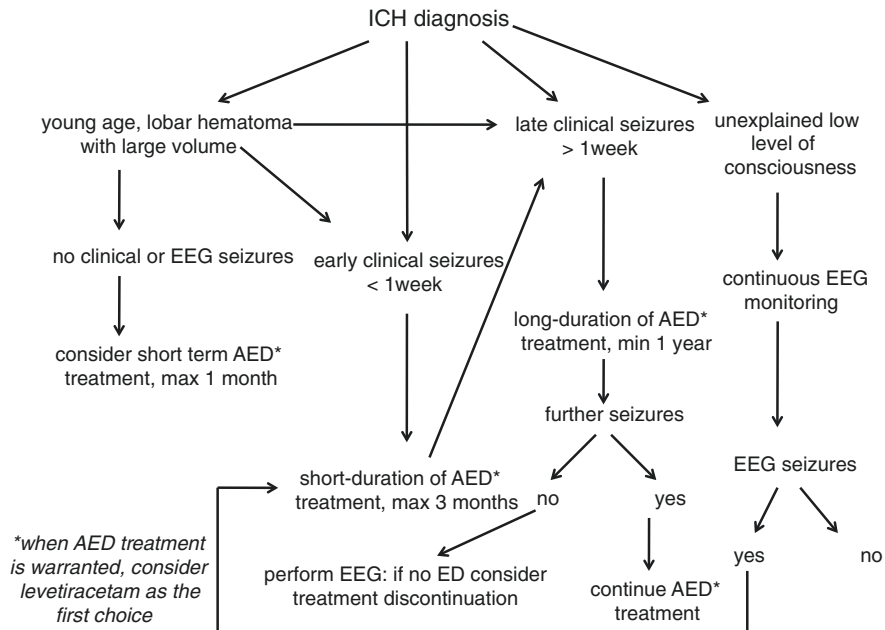 ICH diagnosis
young age, lobar hematoma
with large volume
late clinical seizures
> 1week
unexplained low
level of
consciousness
no clinical or EEG seizures
early clinical seizures
< 1week
continuous EEG
monitoring
consider short term AED*
treatment, max 1 month
long-duration of AED*
treatment, min 1 year
further seizures
EEG seizures
short-duration of AED*
treatment, max 3 months
no
yes
*when AED treatment
is warranted, consider
levetiracetam as the
first choice
perform EEG: if no ED consider
treatment discontinuation
continue AED*
treatment
yes
no